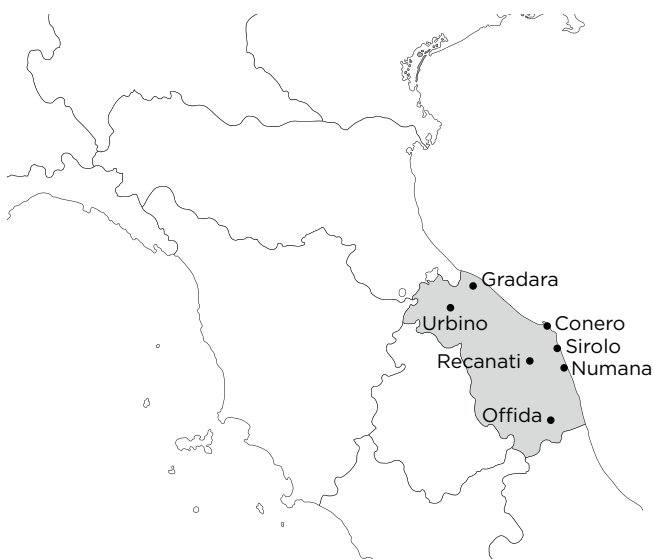 Gradara
Urbino
Conero
Sirolo
Recanati
Numana
Offida